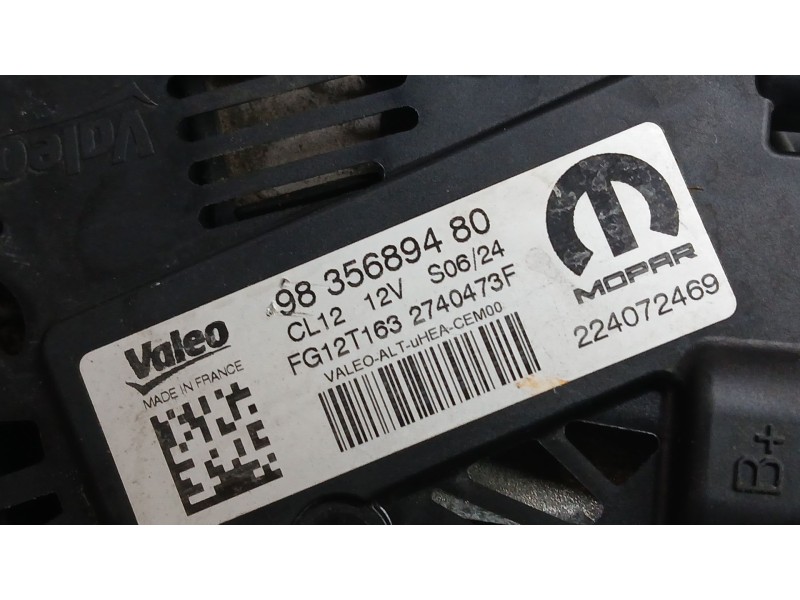 Valeo
98 356894 80
CL12 12V S06/24
FG12T163 2740473F
VALEO-ALT-uHEA-CEM00
Valeo
MADE IN FRANCE
MOPAR
224072469
B+